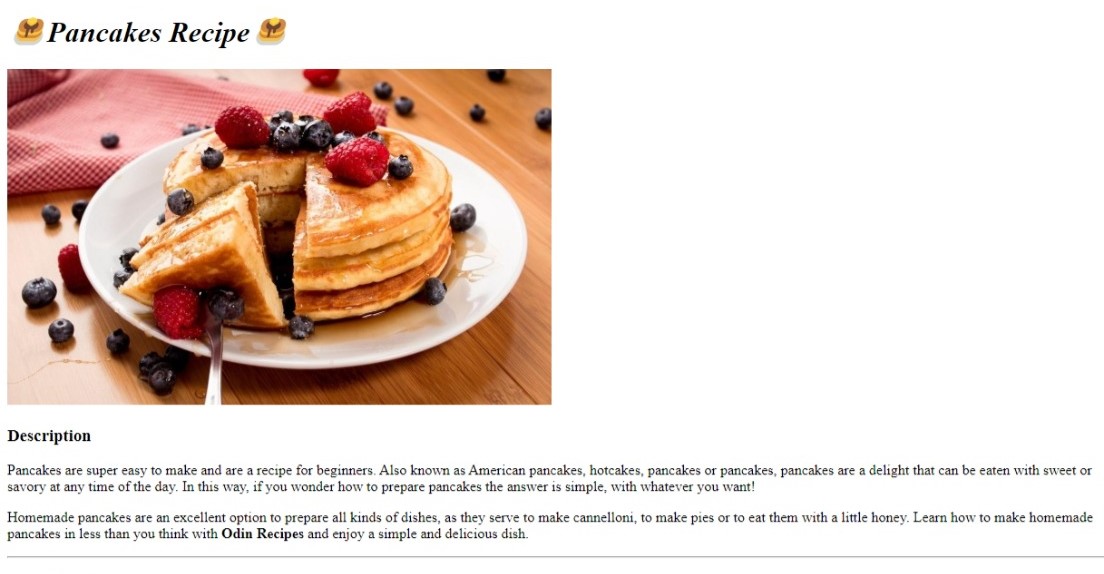 🥞Pancakes Recipe 🥞
Description
Pancakes are super easy to make and are a recipe for beginners. Also known as American pancakes, hotcakes, pancakes or pancakes, pancakes are a delight that can be eaten with sweet or
savory at any time of the day. In this way, if you wonder how to prepare pancakes the answer is simple, with whatever you want!
Homemade pancakes are an excellent option to prepare all kinds of dishes, as they serve to make cannelloni, to make pies or to eat them with a little honey. Learn how to make homemade
pancakes in less than you think with Odin Recipes and enjoy a simple and delicious dish.